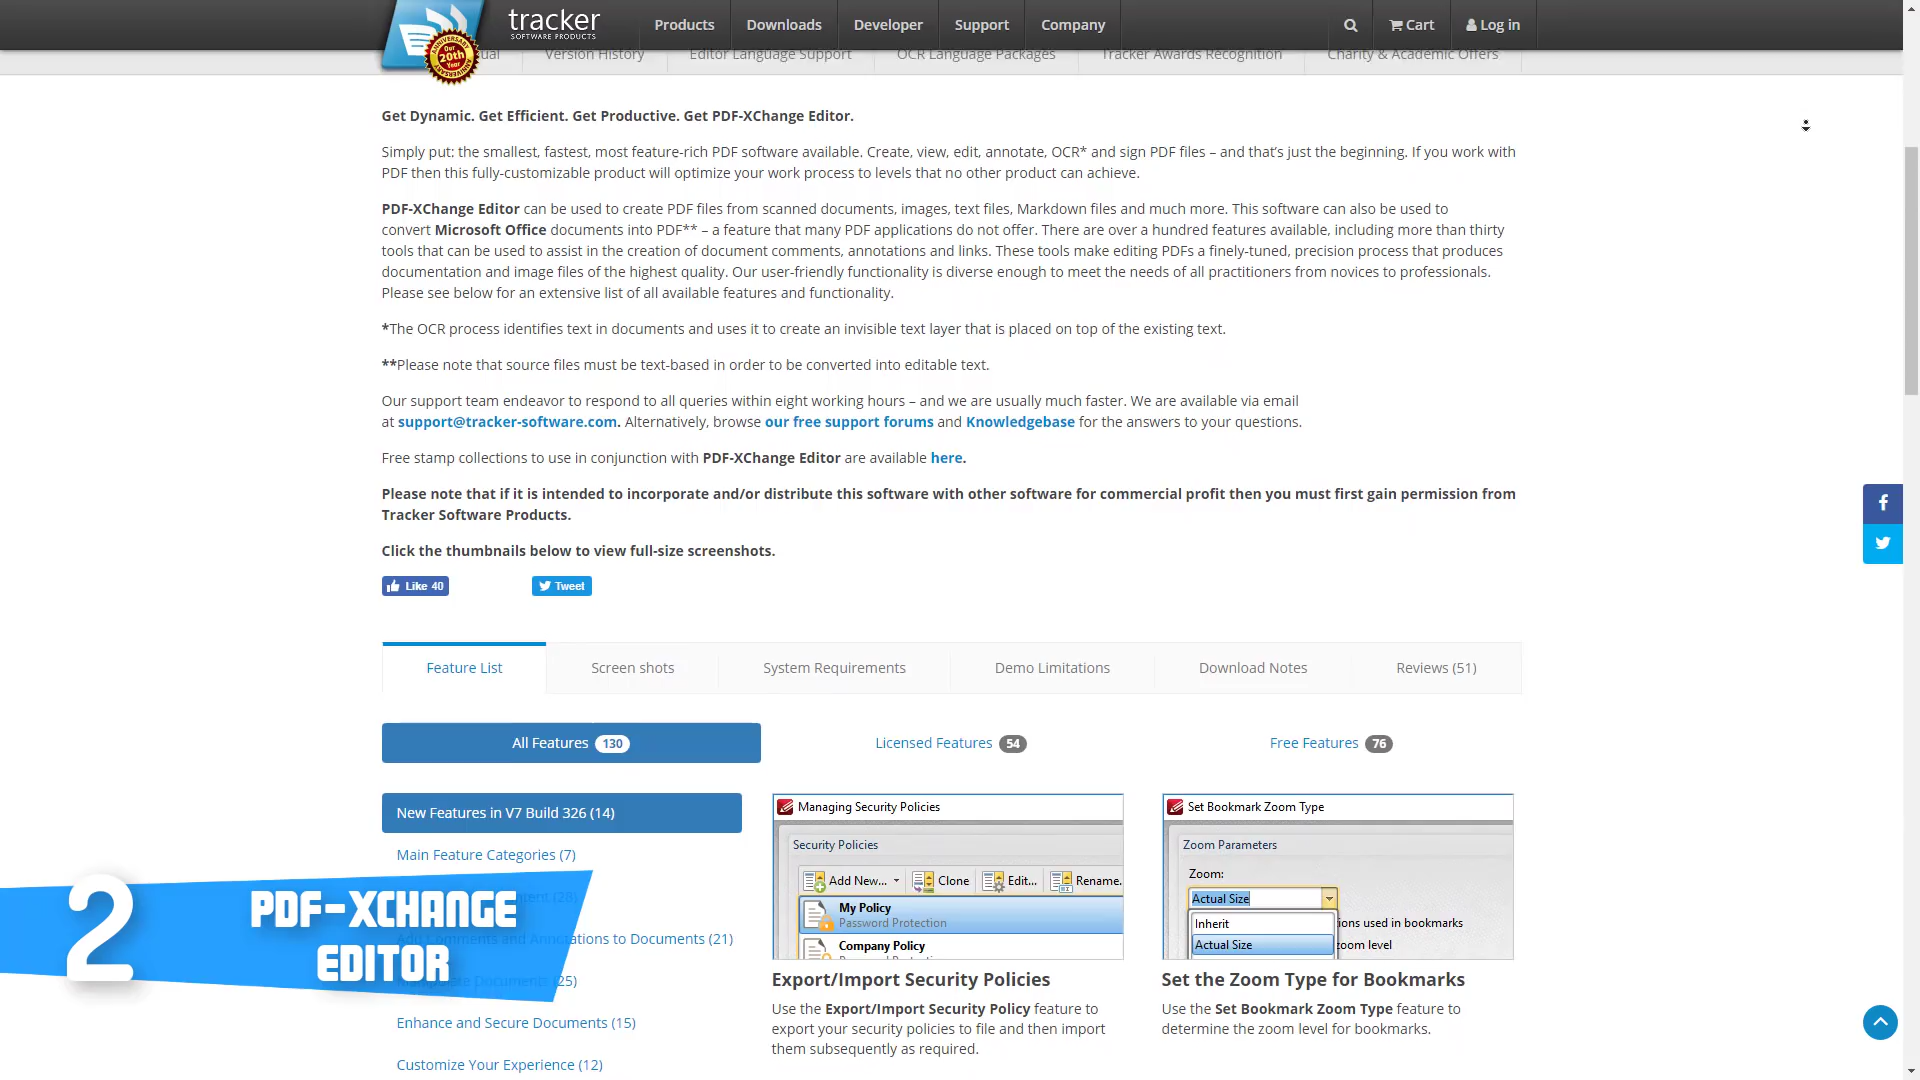 tracker
SOFTWARE PRODUCTS
Our
20th
Year
ANNIVERSARY
Products
Downloads
Developer
Support
Company
Cart
Log in
ual
Version History
Editor Language Support
OCR Language Packages
Tracker Awards Recognition
Charity & Academic Offers
Get Dynamic. Get Efficient. Get Productive. Get PDF-XChange Editor.
Simply put: the smallest, fastest, most feature-rich PDF software available. Create, view, edit, annotate, OCR* and sign PDF files – and that's just the beginning. If you work with
PDF then this fully-customizable product will optimize your work process to levels that no other product can achieve.
PDF-XChange Editor can be used to create PDF files from scanned documents, images, text files, Markdown files and much more. This software can also be used to
convert Microsoft Office documents into PDF** – a feature that many PDF applications do not offer. There are over a hundred features available, including more than thirty
tools that can be used to assist in the creation of document comments, annotations and links. These tools make editing PDFs a finely-tuned, precision process that produces
documentation and image files of the highest quality. Our user-friendly functionality is diverse enough to meet the needs of all practitioners from novices to professionals.
Please see below for an extensive list of all available features and functionality.
*The OCR process identifies text in documents and uses it to create an invisible text layer that is placed on top of the existing text.
**Please note that source files must be text-based in order to be converted into editable text.
Our support team endeavor to respond to all queries within eight working hours – and we are usually much faster. We are available via email
at support@tracker-software.com. Alternatively, browse our free support forums and Knowledgebase for the answers to your questions.
Free stamp collections to use in conjunction with PDF-XChange Editor are available here.
Please note that if it is intended to incorporate and/or distribute this software with other software for commercial profit then you must first gain permission from
Tracker Software Products.
Click the thumbnails below to view full-size screenshots.
Like 40
Tweet
Feature List
Screen shots
System Requirements
Demo Limitations
Download Notes
Reviews (51)
All Features 130
Licensed Features 54
Free Features 76
New Features in V7 Build 326 (14)
Main Feature Categories (7)
Add Comments and Annotations to Documents (21)
(25)
Enhance and Secure Documents (15)
Customize Your Experience (12)
2
PDF-XCHANGE
EDITOR
Managing Security Policies
Security Policies
Add New...
Clone
Edit...
Rename.
My Policy
Password Protection
Company Policy
Export/Import Security Policies
Use the Export/Import Security Policy feature to
export your security policies to file and then import
them subsequently as required.
Set Bookmark Zoom Type
Zoom Parameters
Zoom:
Actual Size
Inherit
ions used in bookmarks
Actual Size
zoom level
Set the Zoom Type for Bookmarks
Use the Set Bookmark Zoom Type feature to
determine the zoom level for bookmarks.